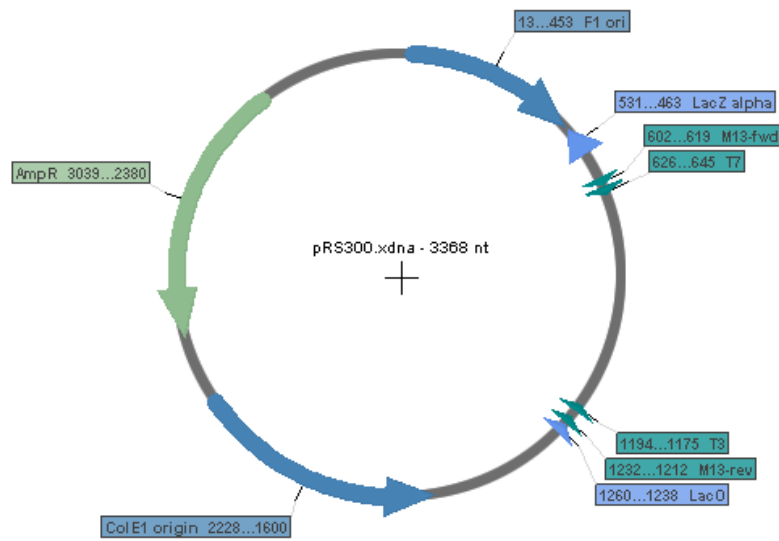 13...453 F1 ori
531...463 LacZ alpha
602...619 M13-fwd
626...645 T7
AmpR 3039...2380
pRS300.xdna - 3368 nt
1194...1175 T3
1232...1212 M13-rev
1260...1238 LacO
ColE1 origin 2228...1600